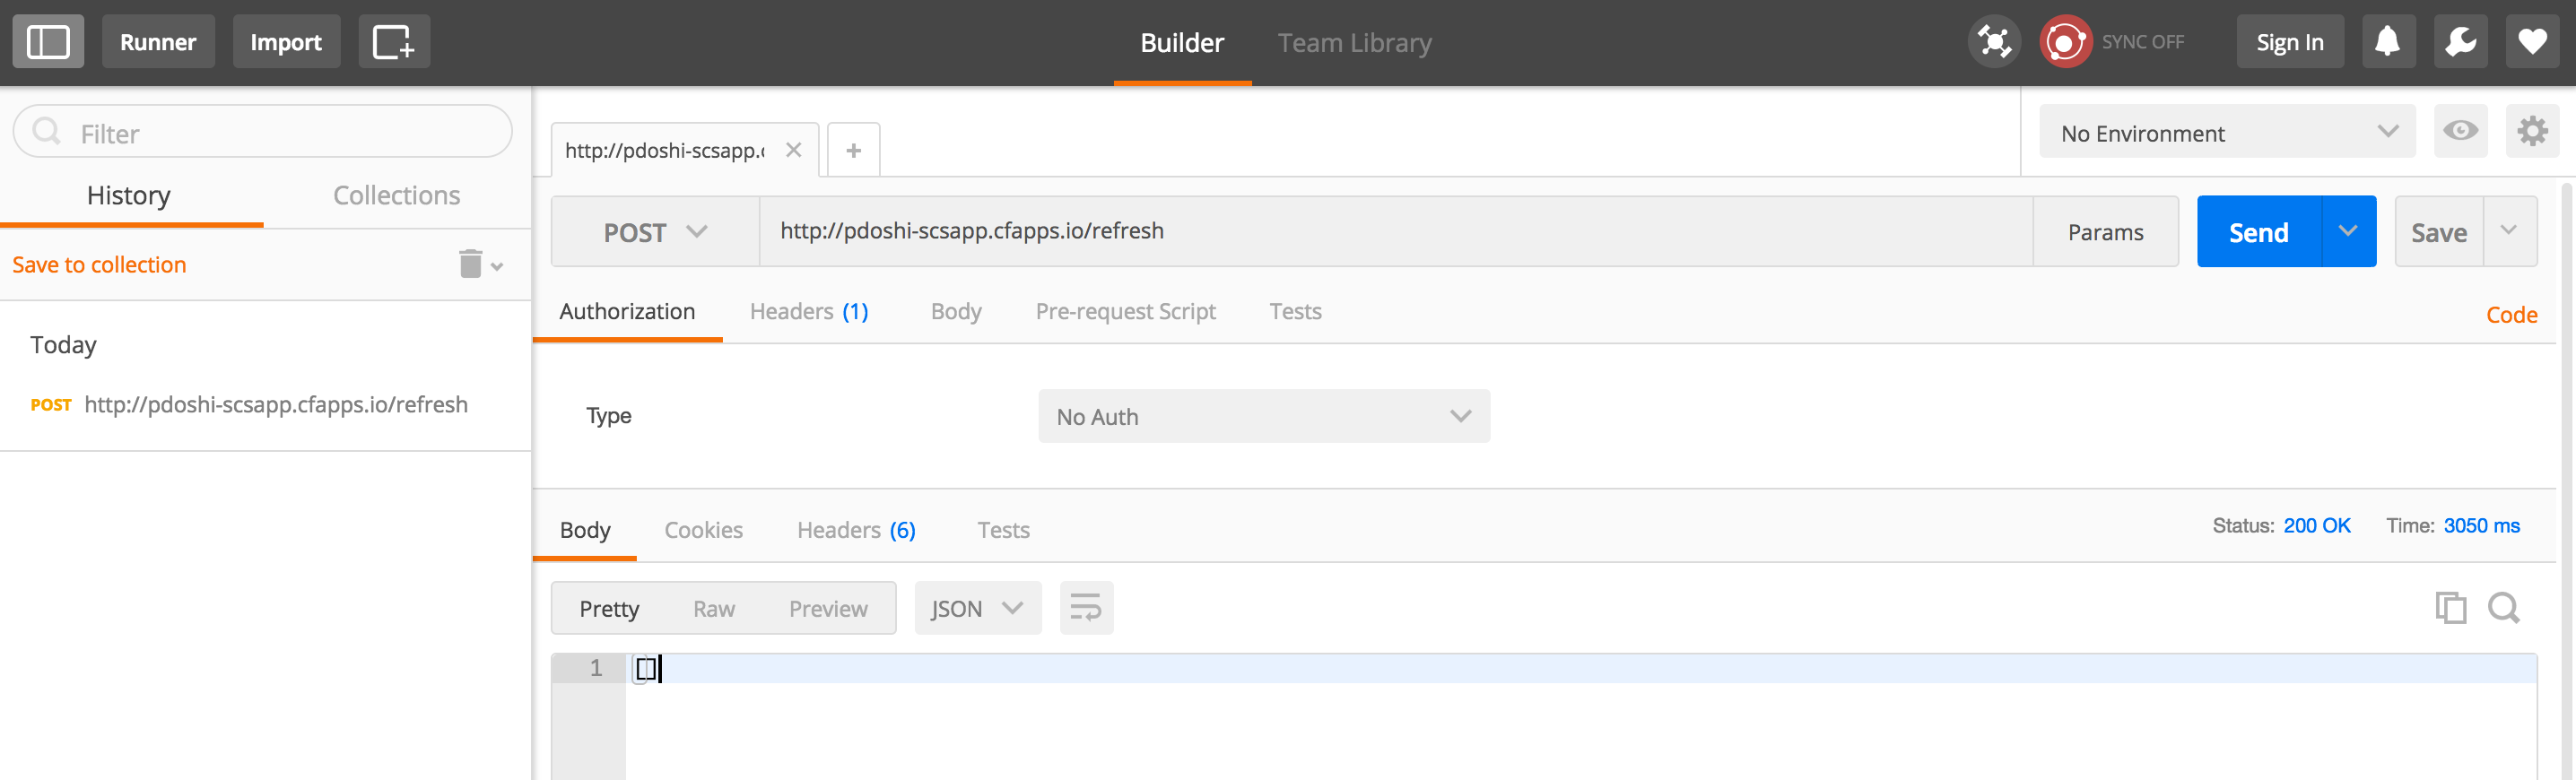 Runner Import Builder Team Library SYNC OFF Sign In
Filter
History Collections
Save to collection
Today
POST http://pdoshi-scsapp.cfapps.io/refresh
http://pdoshi-scsapp.c + No Environment
POST http://pdoshi-scsapp.cfapps.io/refresh Params Send Save
Authorization Headers (1) Body Pre-request Script Tests Code
Type No Auth
Body Cookies Headers (6) Tests Status: 200 OK Time: 3050 ms
Pretty Raw Preview JSON
1 []